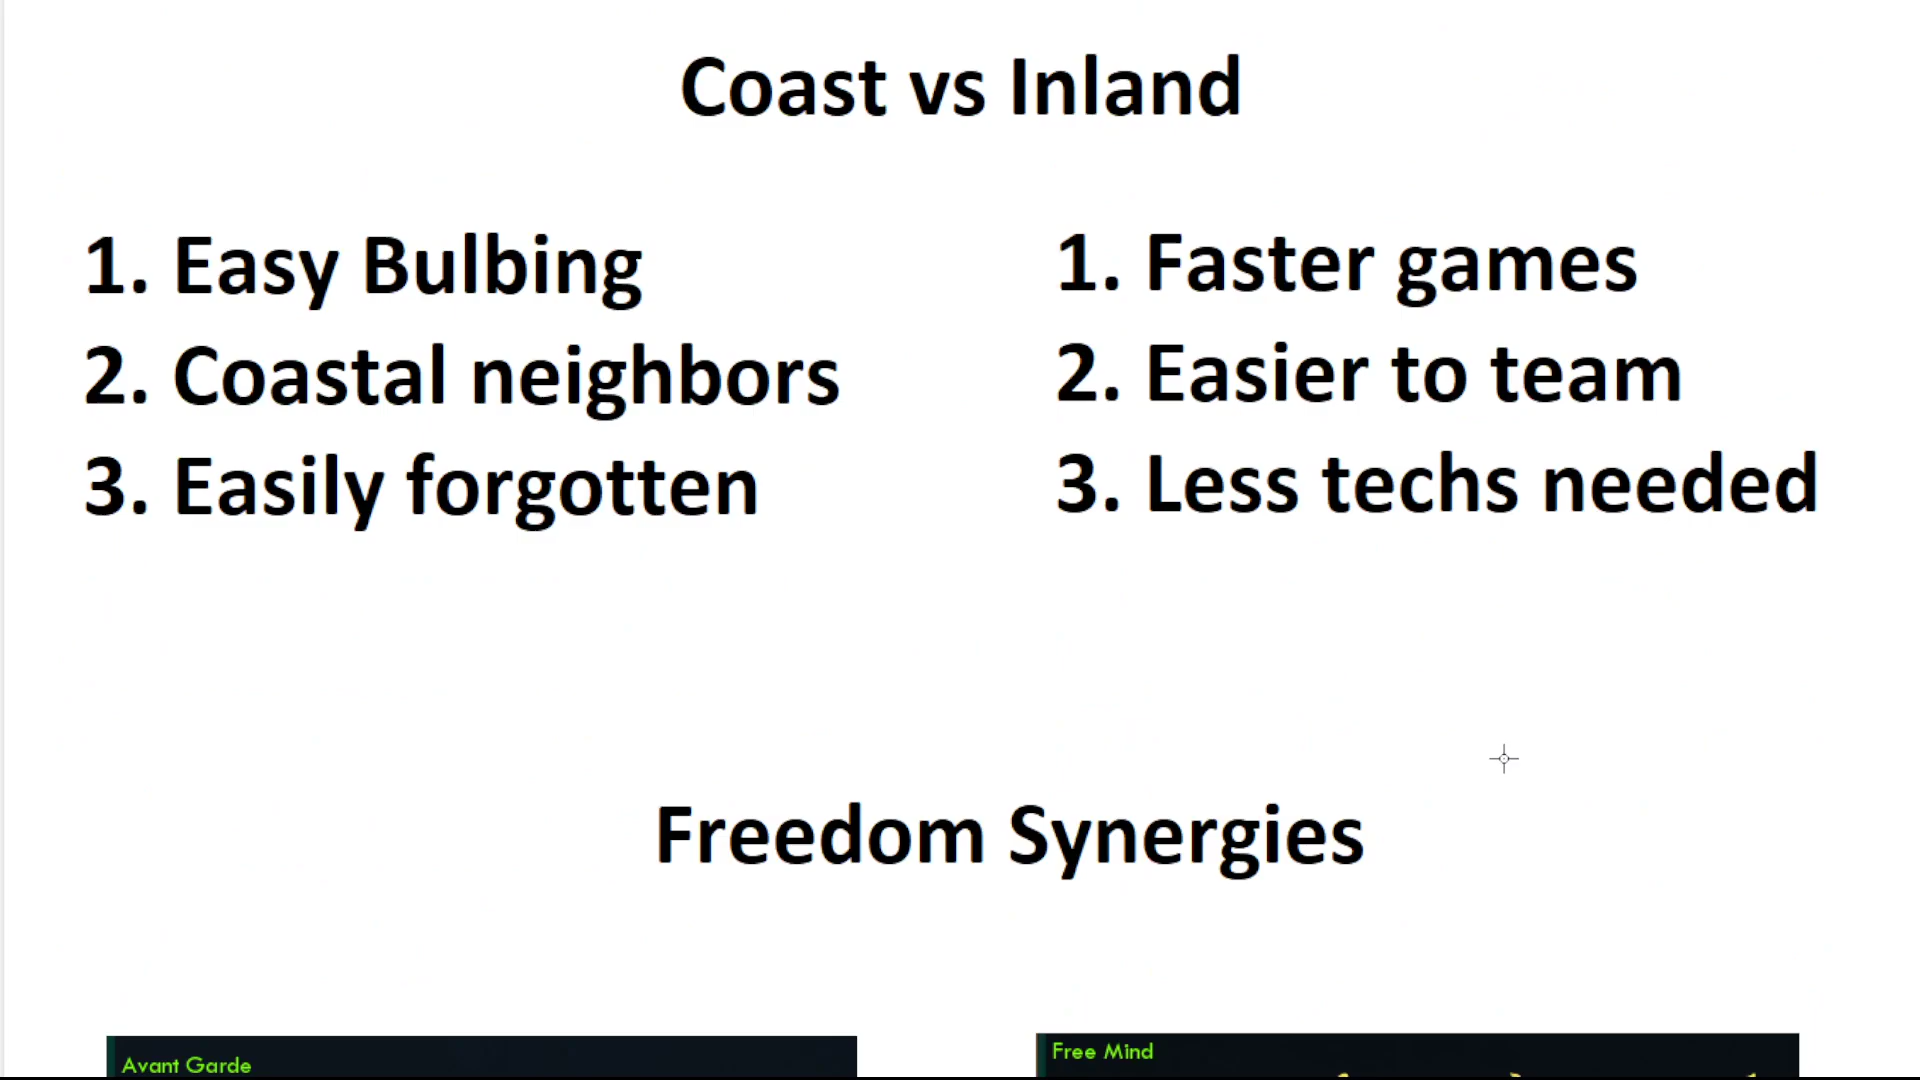 Coast vs Inland
1. Easy Bulbing
2. Coastal neighbors
3. Easily forgotten
1. Faster games
2. Easier to team
3. Less techs needed
Freedom Synergies
Avant Garde
Free Mind